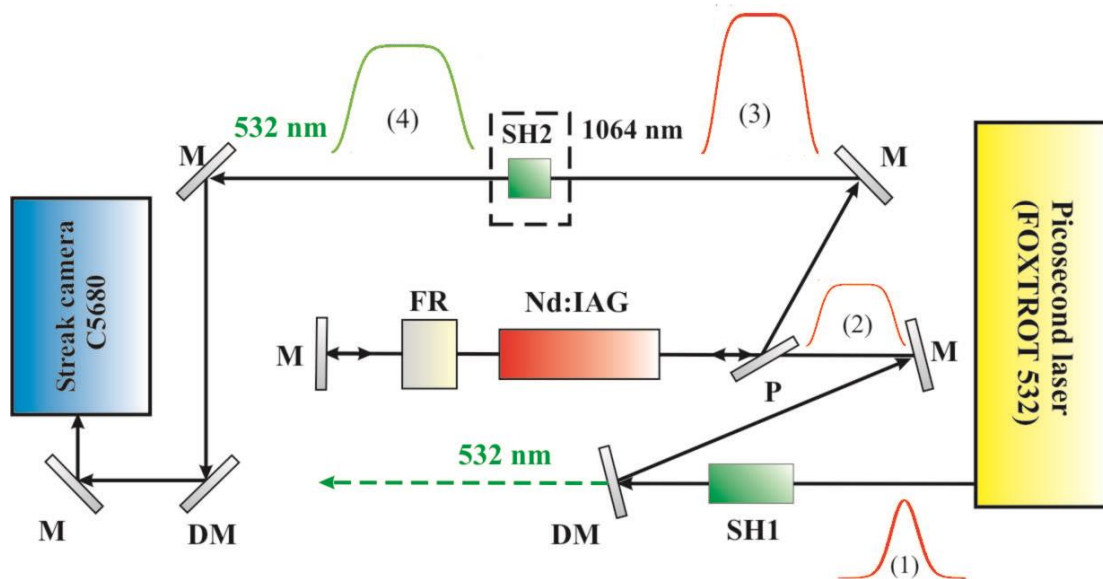 (4)
(3)
532 nm
SH2
1064 nm
M
M
Streak camera
C5680
Picosecond laser
(FOXTROT 532)
FR
Nd:IAG
(2)
M
M
P
532 nm
M
DM
DM
SH1
(1)